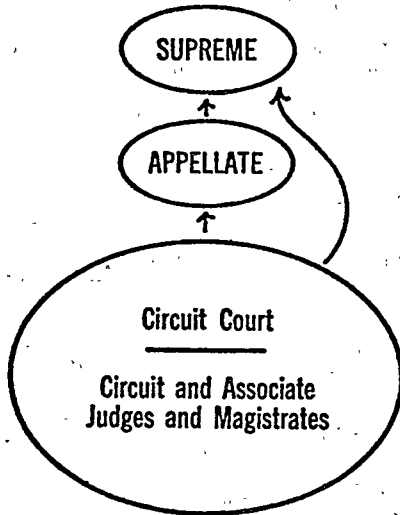 SUPREME
APPELLATE
Circuit Court
Circuit and Associate
Judges and Magistrates